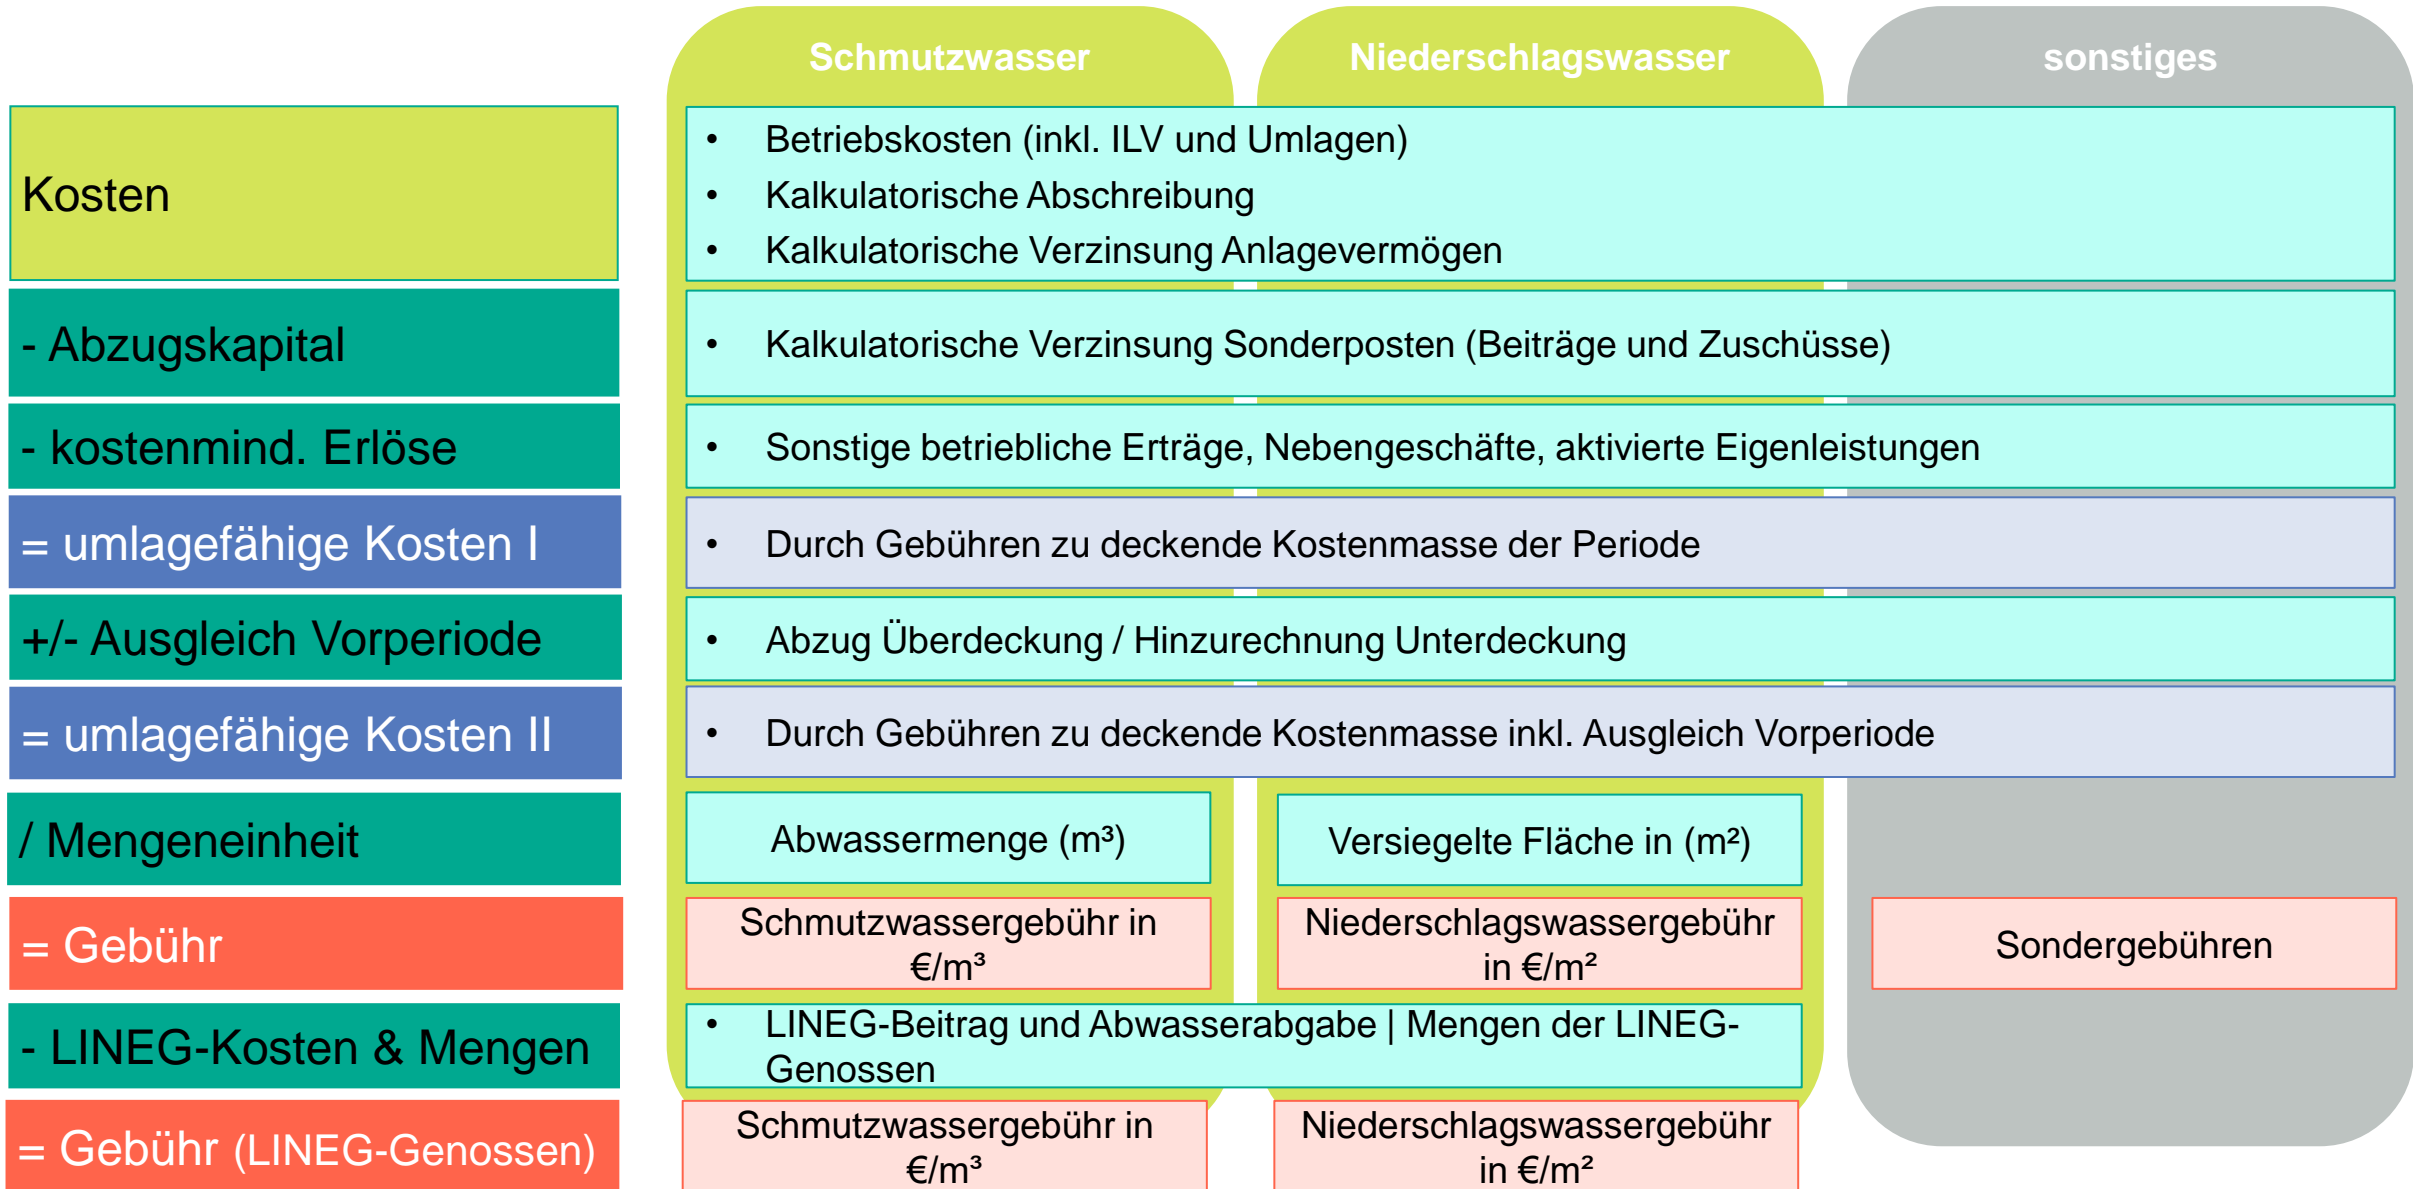 Schmutzwasser
Niederschlagswasser
sonstiges
Kosten
• Betriebskosten (inkl. ILV und Umlagen)
• Kalkulatorische Abschreibung
• Kalkulatorische Verzinsung Anlagevermögen
- Abzugskapital
• Kalkulatorische Verzinsung Sonderposten (Beiträge und Zuschüsse)
- kostenmind. Erlöse
• Sonstige betriebliche Erträge, Nebengeschäfte, aktivierte Eigenleistungen
= umlagefähige Kosten I
• Durch Gebühren zu deckende Kostenmasse der Periode
+/- Ausgleich Vorperiode
• Abzug Überdeckung / Hinzurechnung Unterdeckung
= umlagefähige Kosten II
• Durch Gebühren zu deckende Kostenmasse inkl. Ausgleich Vorperiode
/ Mengeneinheit
Abwassermenge (m³)
Versiegelte Fläche in (m²)
= Gebühr
Schmutzwassergebühr in
€/m³
Niederschlagswassergebühr
in €/m²
Sondergebühren
- LINEG-Kosten & Mengen
• LINEG-Beitrag und Abwasserabgabe | Mengen der LINEG-
Genossen
= Gebühr (LINEG-Genossen)
Schmutzwassergebühr in
€/m³
Niederschlagswassergebühr
in €/m²